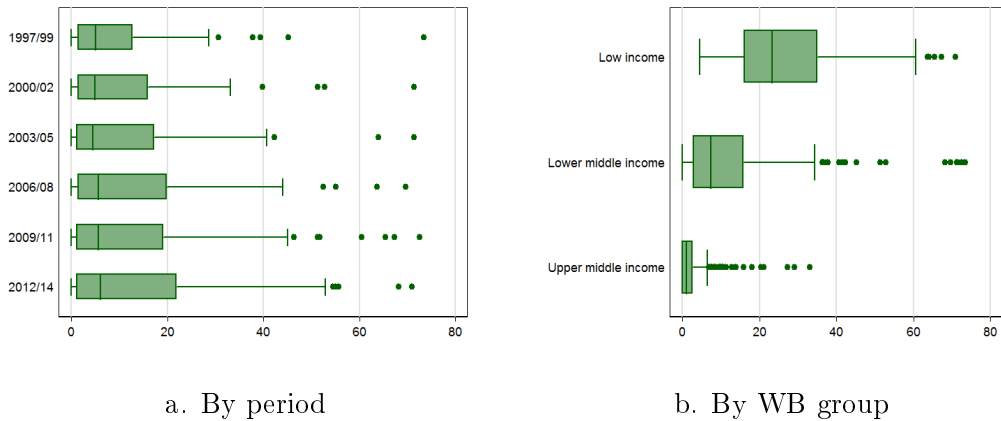 1997/99
2000/02
2003/05
2006/08
2009/11
2012/14
0 20 40 60 80
a. By period
Low income
Lower middle income
Upper middle income
0 20 40 60 80
b. By WB group